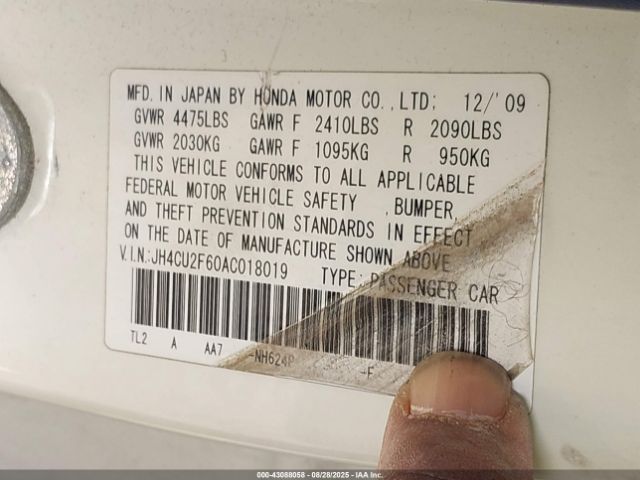 MFD. IN JAPAN BY HONDA MOTOR CO.,LTD: 12/'09
GVWR 4475LBS GAWR F 2410LBS R 2090LBS
GVWR 2030KG GAWR F 1095KG R 950KG
THIS VEHICLE CONFORMS TO ALL APPLICABLE
FEDERAL MOTOR VEHICLE SAFETY ,BUMPER,
AND THEFT PREVENTION STANDARDS IN EFFECT
ON THE DATE OF MANUFACTURE SHOWN ABOVE
V.I.N:JH4CU2F60AC018019 TYPE:PASSENGER CAR
TL2 A AA7 -NH624P -F
000-43088058 - 08/28/2025 - IAA Inc.